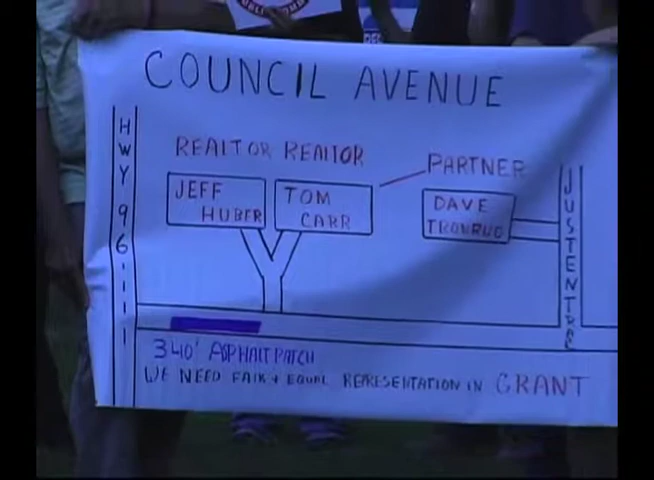 COUNCIL AVENUE
HWY 96
REALTOR REALTOR
PARTNER
JEFF
HUBER
TOM
CARR
DAVE
JUSTEN TRAIL
340' ASPHALT PATCH
WE NEED FAIR + EQUAL REPRESENTATION IN GRANT